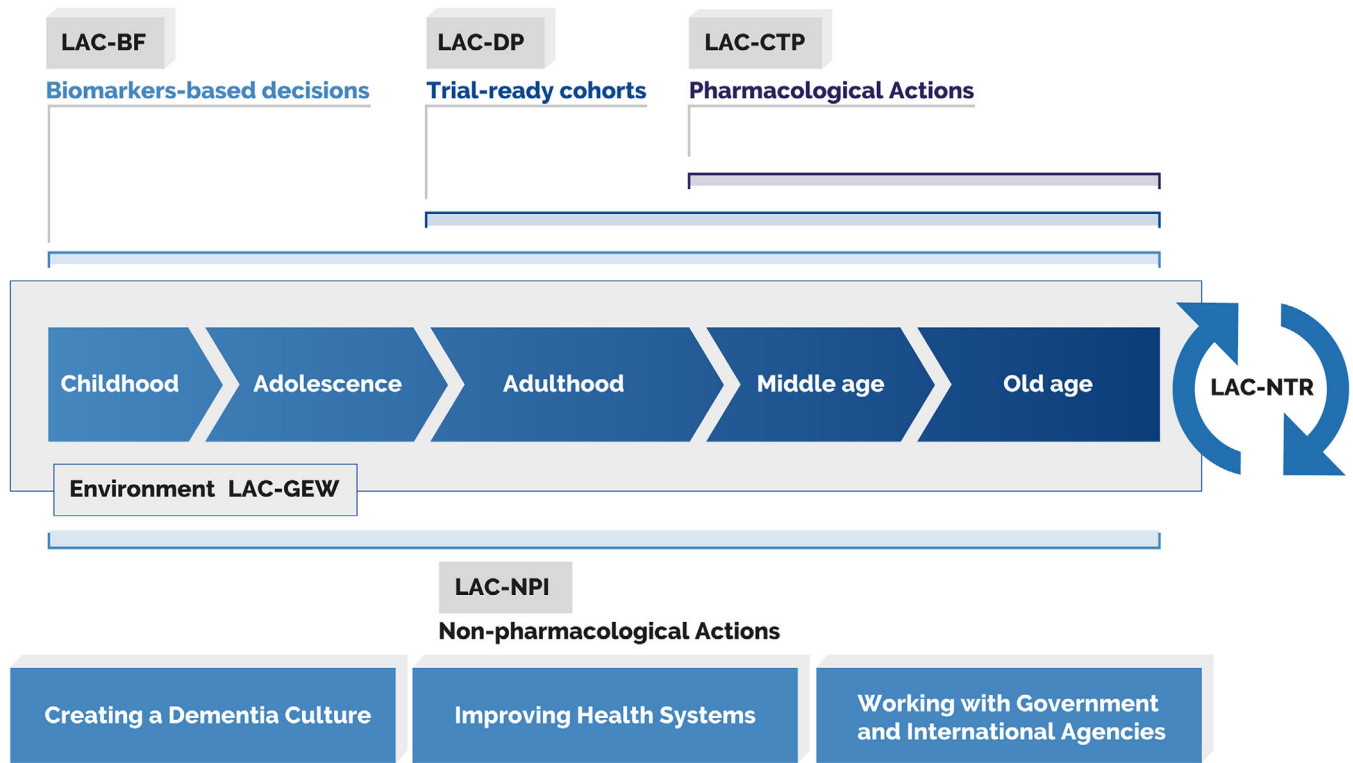 LAC-BF
LAC-DP
LAC-CTP
Biomarkers-based decisions
Trial-ready cohorts
Pharmacological Actions
Childhood
Adolescence
Adulthood
Middle age
Old age
LAC-NTR
Environment LAC-GEW
LAC-NPI
Non-pharmacological Actions
Creating a Dementia Culture
Improving Health Systems
Working with Government
and International Agencies